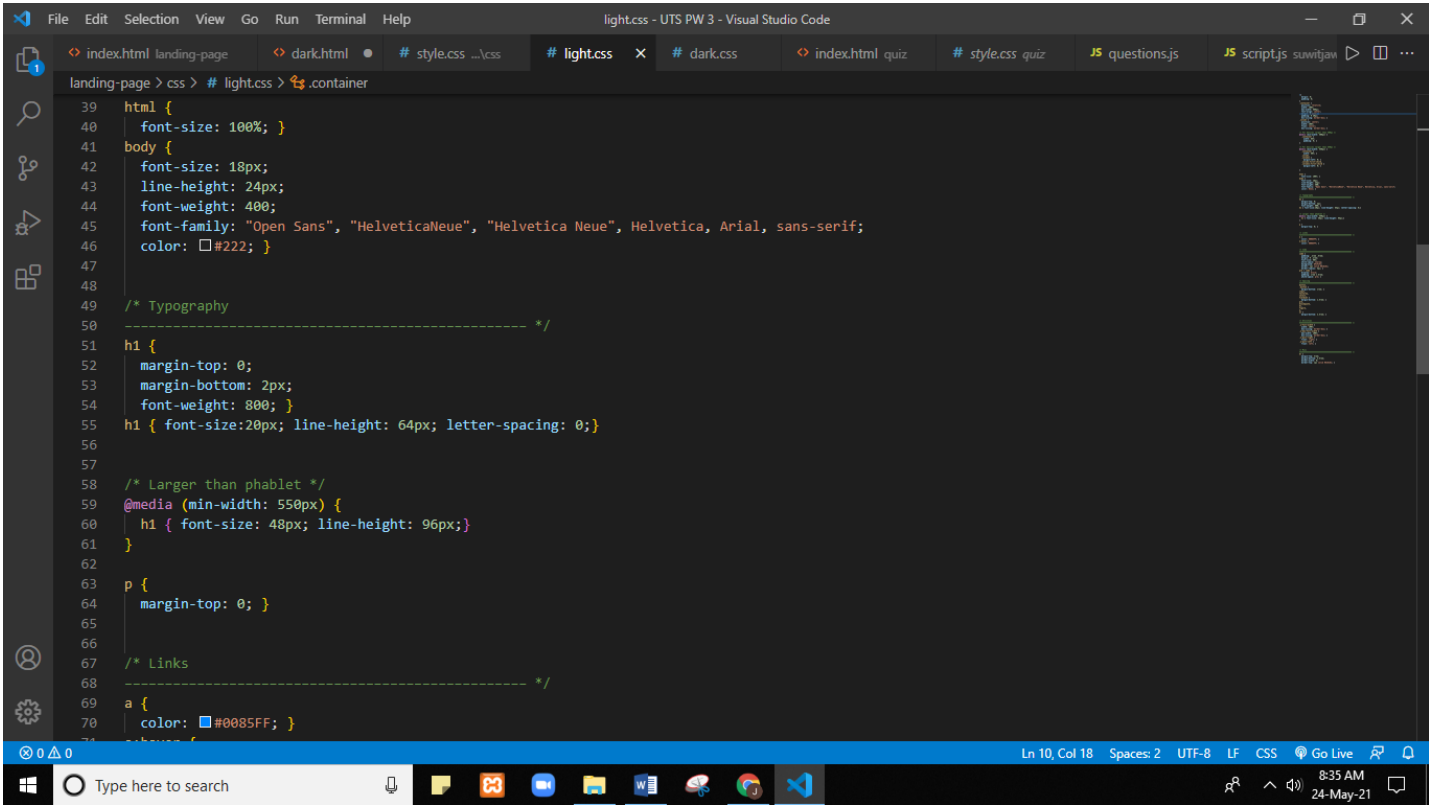 File Edit Selection View Go Run Terminal Help light.css - UTS PW 3 - Visual Studio Code
index.html landing-page dark.html # style.css ...\css # light.css # dark.css index.html quiz # style.css quiz JS questions.js JS script.js suwitjaw
1
landing-page > css > # light.css > .container
39 html {
40 font-size: 100%; }
41 body {
42 font-size: 18px;
43 line-height: 24px;
44 font-weight: 400;
45 font-family: "Open Sans", "HelveticaNeue", "Helvetica Neue", Helvetica, Arial, sans-serif;
46 color: #222; }
47
48
49 /* Typography
50 –––––––––––––––––––––––––––––––––––––––––––––––––– */
51 h1 {
52 margin-top: 0;
53 margin-bottom: 2px;
54 font-weight: 800; }
55 h1 { font-size:20px; line-height: 64px; letter-spacing: 0;}
56
57
58 /* Larger than phablet */
59 @media (min-width: 550px) {
60 h1 { font-size: 48px; line-height: 96px;}
61 }
62
63 p {
64 margin-top: 0; }
65
66
67 /* Links
68 –––––––––––––––––––––––––––––––––––––––––––––––––– */
69 a {
70 color: #0085FF; }
0 0 Ln 10, Col 18 Spaces: 2 UTF-8 LF CSS Go Live
Type here to search
8:35 AM
24-May-21